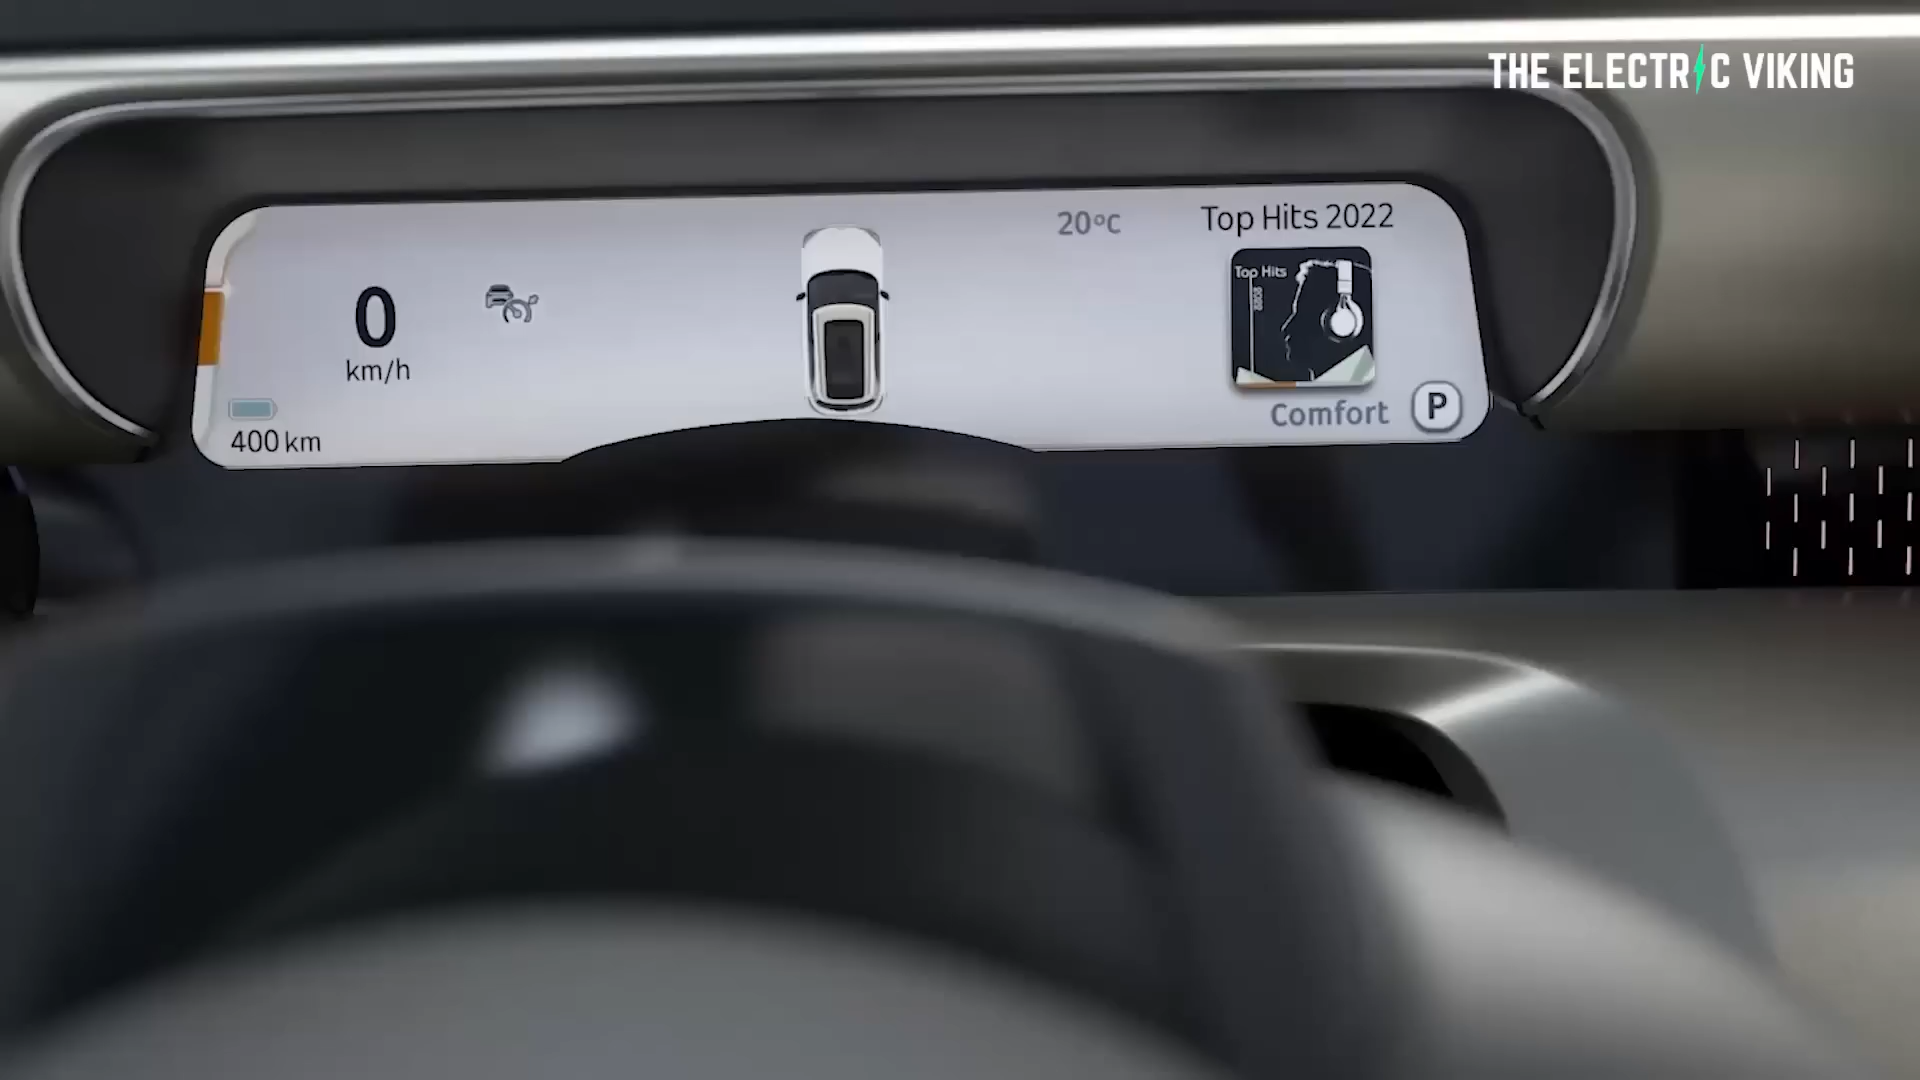 THE ELECTRIC VIKING
20°C
Top Hits 2022
Top Hits
0
km/h
Comfort
P
400 km